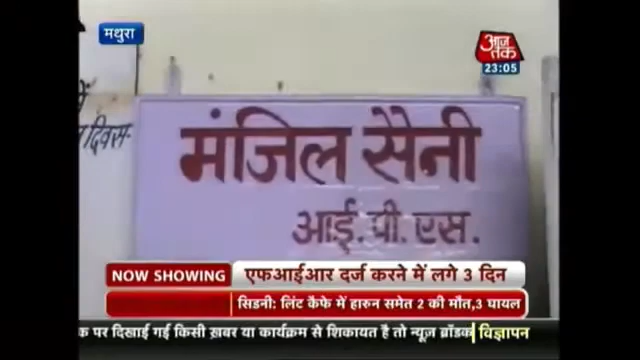 मथुरा
आज तक
23:05
दिवस-
मंजिल सैनी
आई.पी.एस.
NOW SHOWING एफआईआर दर्ज करने में लगे 3 दिन
सिडनी: लिंट कैफे में हारुन समेत 2 की मौत,3 घायल
क पर दिखाई गई किसी ख़बर या कार्यक्रम से शिकायत है तो न्यूज़ ब्रॉडक विज्ञापन